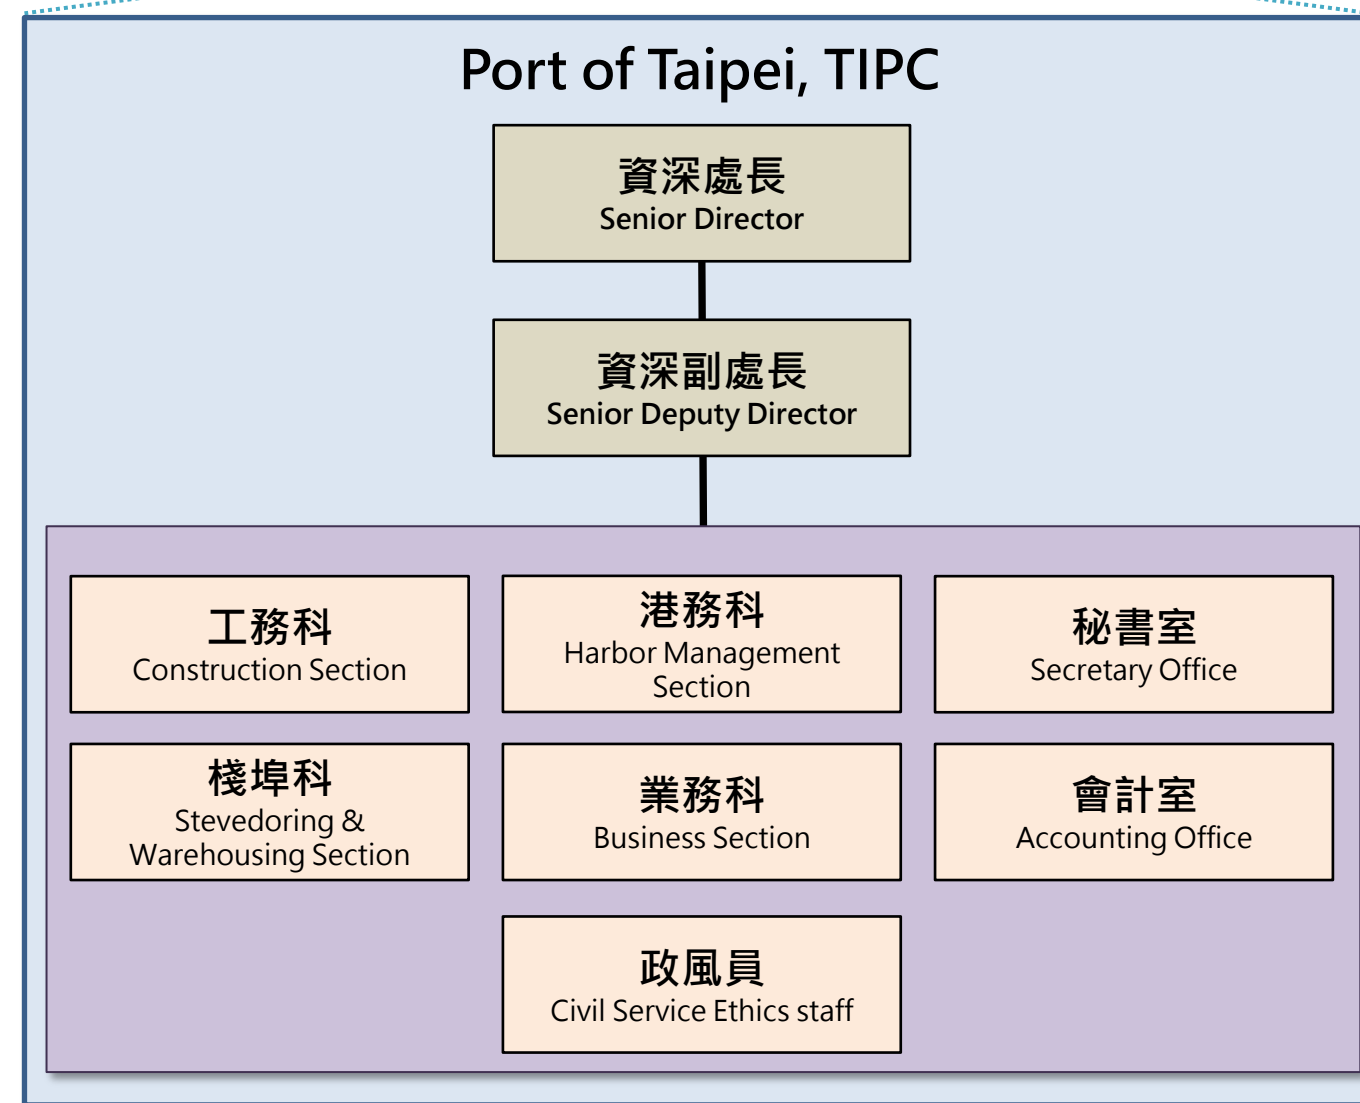 Port of Taipei, TIPC
資深處長
Senior Director
資深副處長
Senior Deputy Director
工務科
Construction Section
港務科
Harbor Management
Section
秘書室
Secretary Office
棧埠科
Stevedoring &
Warehousing Section
業務科
Business Section
會計室
Accounting Office
政風員
Civil Service Ethics staff